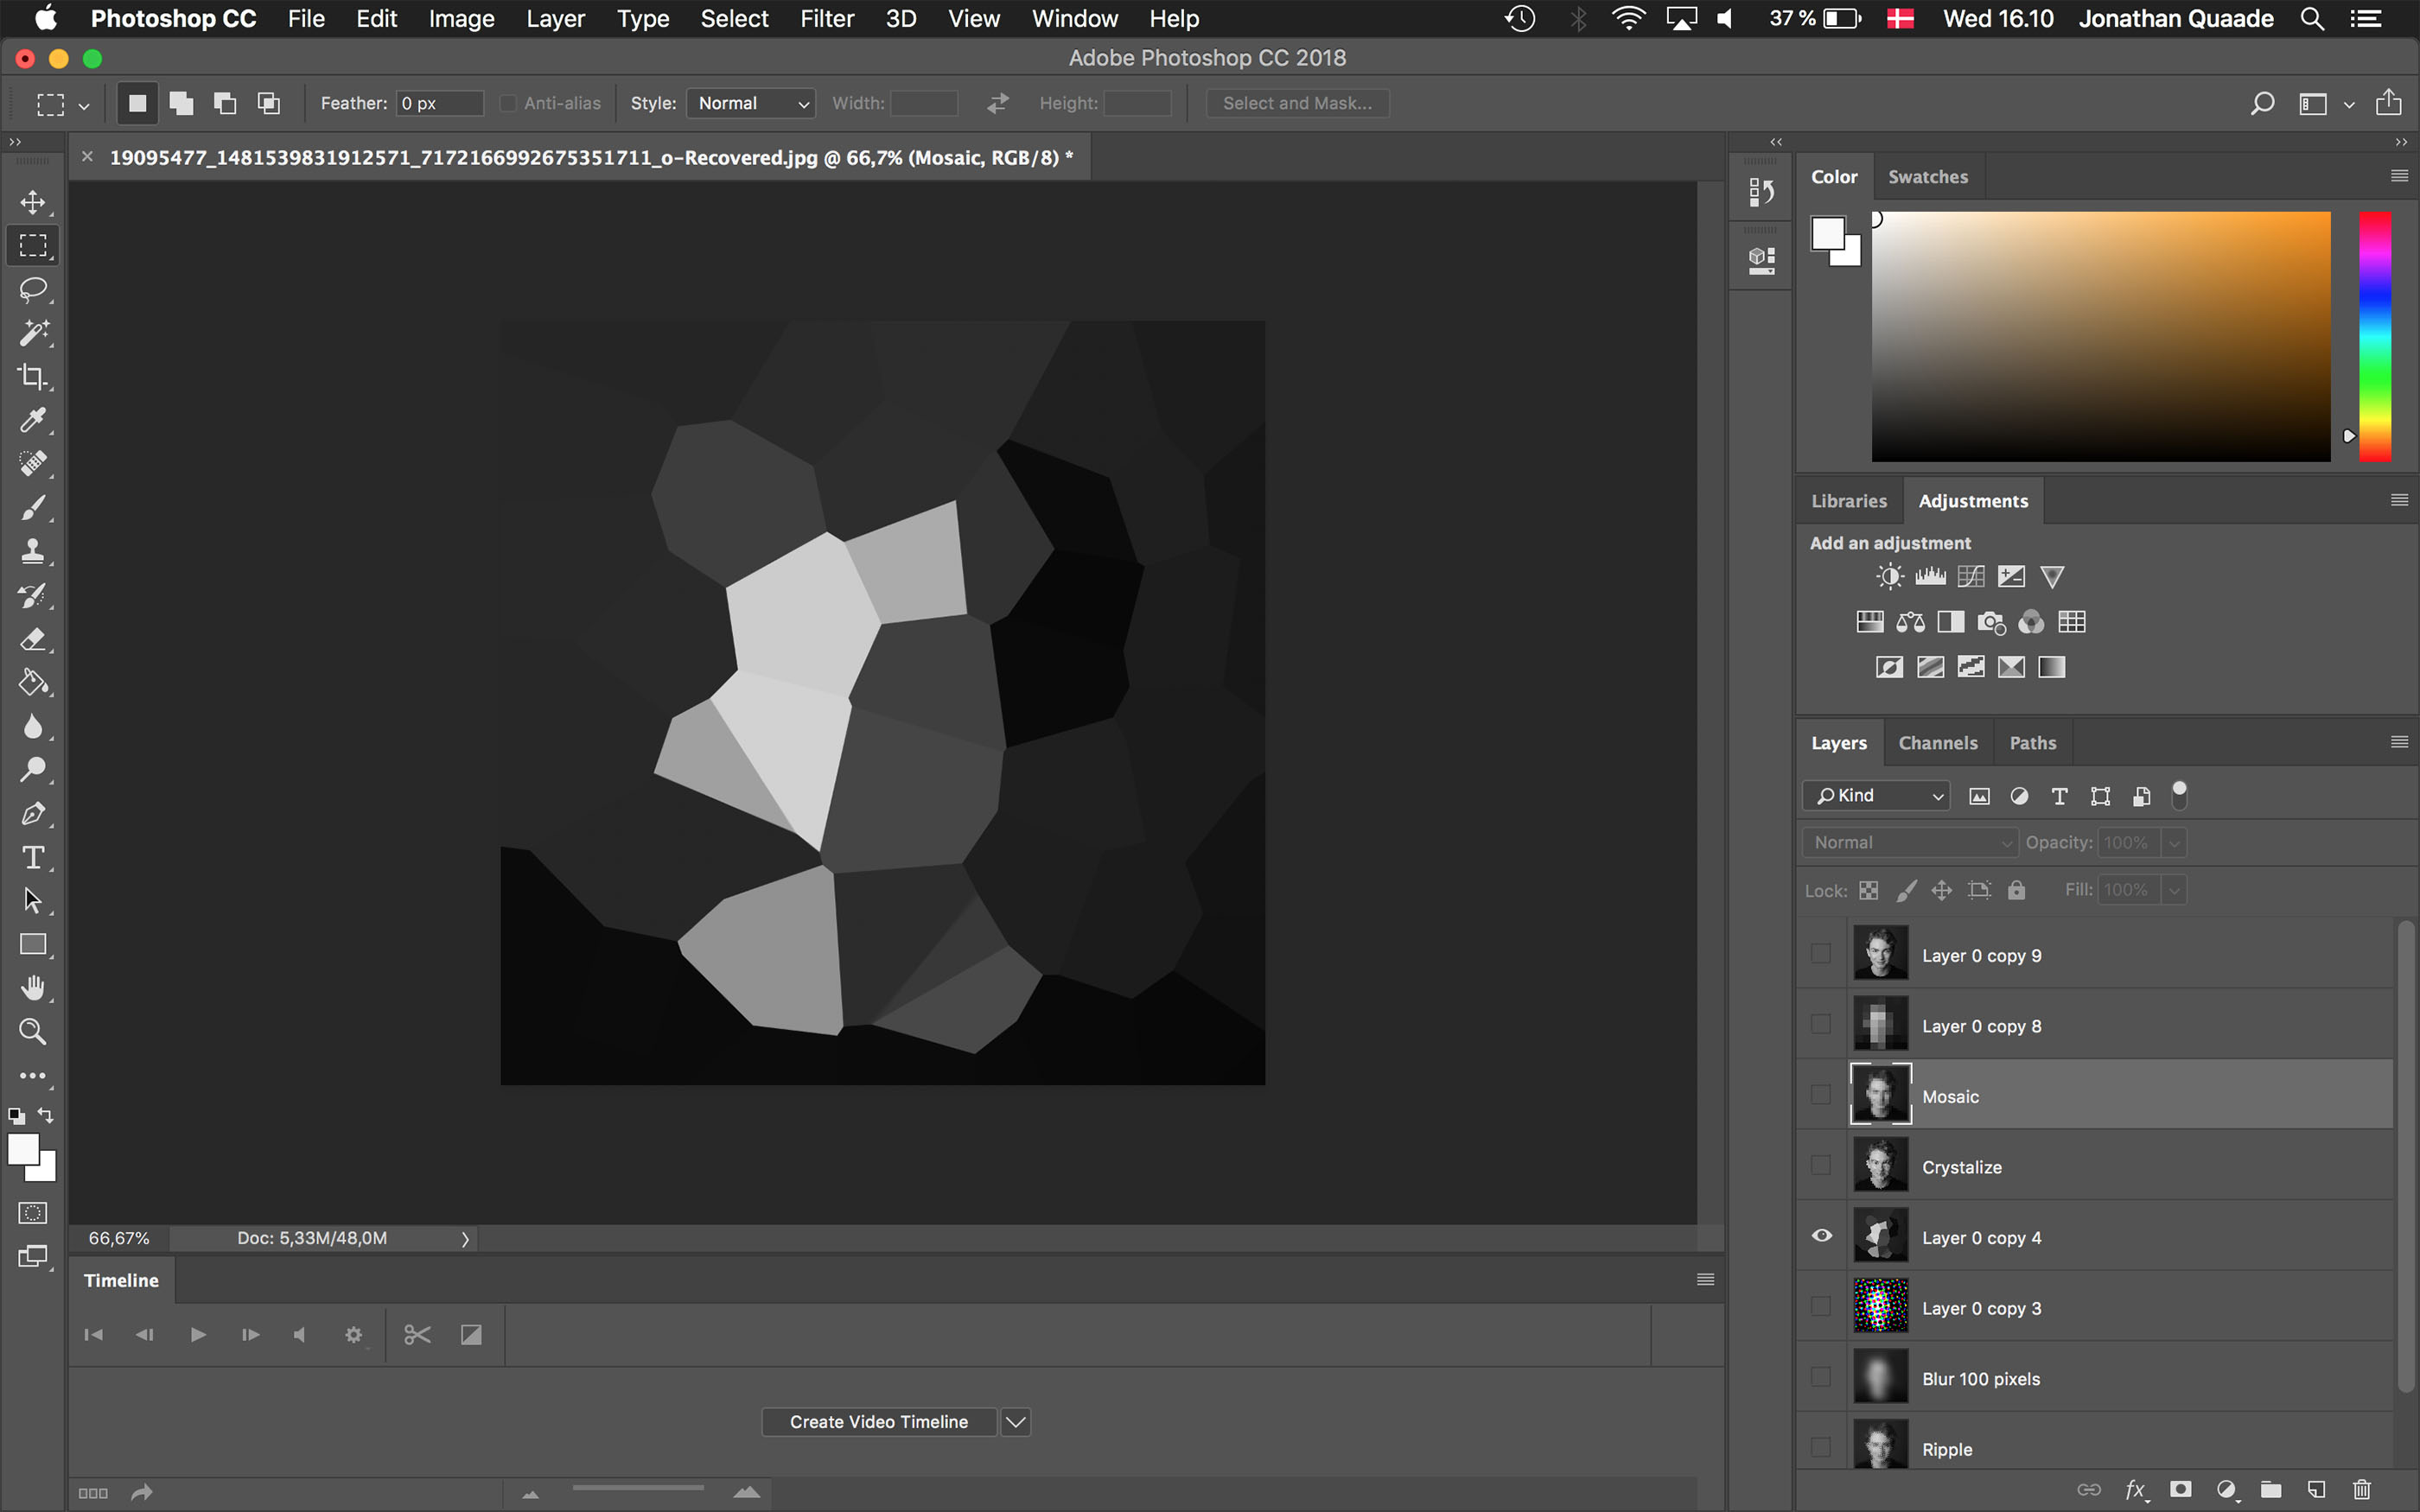 Photoshop CC File Edit Image Layer Type Select Filter 3D View Window Help 37 % Wed 16.10 Jonathan Quaade
Adobe Photoshop CC 2018
Feather: 0 px Anti-alias Style: Normal Width: Height: Select and Mask...
19095477_1481539831912571_7172166992675351711_o-Recovered.jpg @ 66,7% (Mosaic, RGB/8) *
Color Swatches
Libraries Adjustments
Add an adjustment
Layers Channels Paths
Kind
Normal Opacity: 100%
Lock: Fill: 100%
Layer 0 copy 9
Layer 0 copy 8
Mosaic
Crystalize
Layer 0 copy 4
Layer 0 copy 3
Blur 100 pixels
Ripple
fx
66,67% Doc: 5,33M/48,0M
Timeline
Create Video Timeline